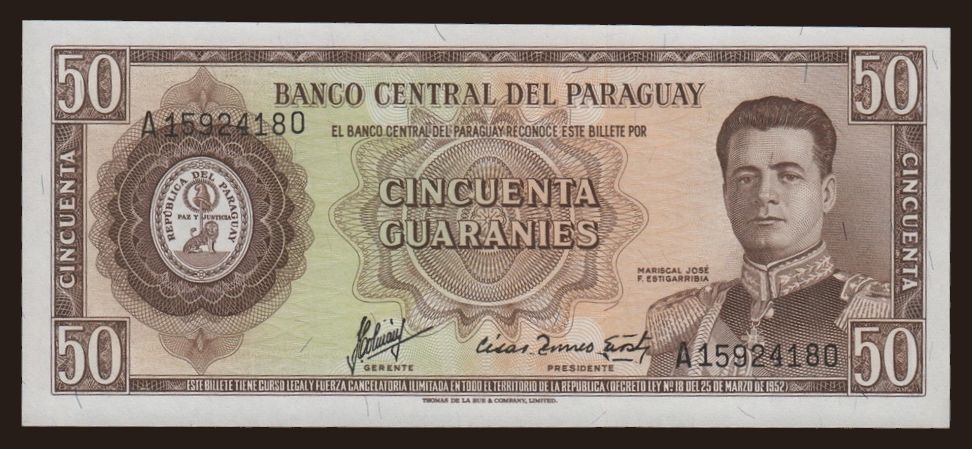 50
50
BANCO CENTRAL DEL PARAGUAY
A15924180
EL BANCO CENTRAL DEL PARAGUAY RECONOCE ESTE BILLETE POR
CINCUENTA
REPÚBLICA DEL PARAGUAY
PAZ Y JUSTICIA
CINCUENTA
GUARANIES
CINCUENTA
MARISCAL JOSÉ
F. ESTIGARRIBIA
50
GERENTE
PRESIDENTE
A15924180
50
ESTE BILLETE TIENE CURSO LEGAL Y FUERZA CANCELATORIA ILIMITADA EN TODO EL TERRITORIO DE LA REPUBLICA (DECRETO LEY Nº 18 DEL 25 DE MARZO DE 1952)
THOMAS DE LA RUE & COMPANY, LIMITED.